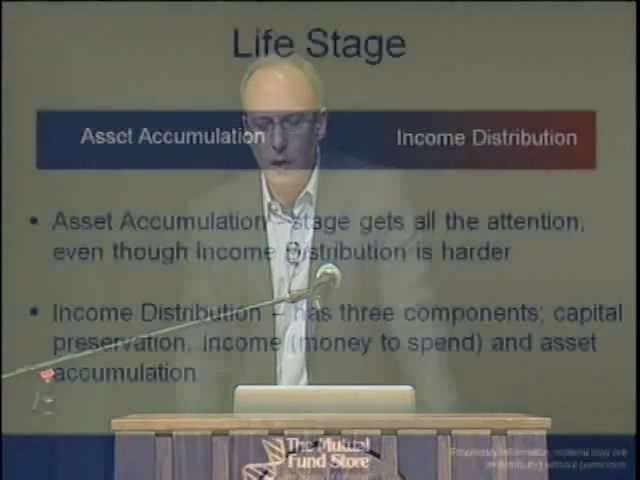 Life Stage
Asset Accumulation
Income Distribution
▪ Asset Accumulation - stage gets all the attention,
even though Income Distribution is harder
▪ Income Distribution – has three components; capital
preservation, income (money to spend) and asset
accumulation
The Mutual
Fund Store